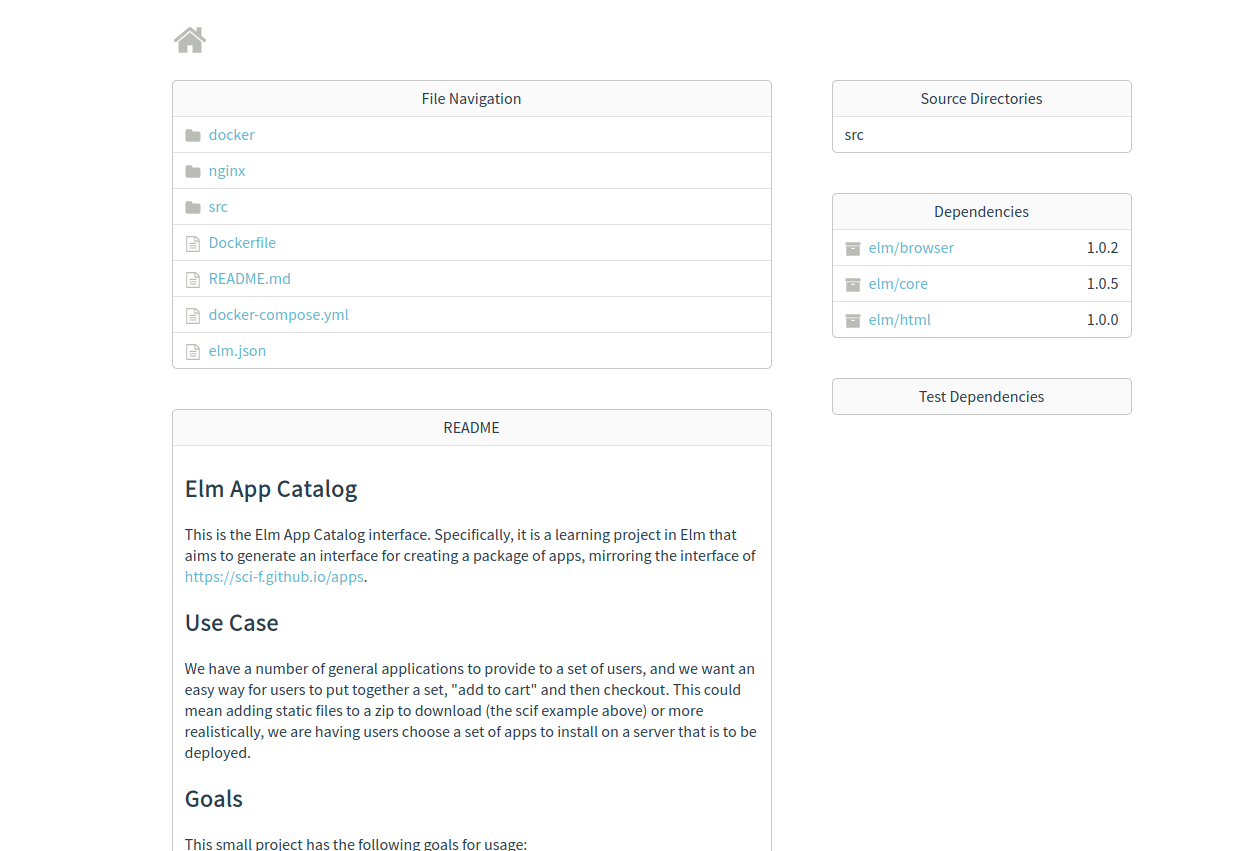 File Navigation
docker
nginx
src
Dockerfile
README.md
docker-compose.yml
elm.json
README
Elm App Catalog
This is the Elm App Catalog interface. Specifically, it is a learning project in Elm that
aims to generate an interface for creating a package of apps, mirroring the interface of
https://sci-f.github.io/apps.
Use Case
We have a number of general applications to provide to a set of users, and we want an
easy way for users to put together a set, "add to cart" and then checkout. This could
mean adding static files to a zip to download (the scif example above) or more
realistically, we are having users choose a set of apps to install on a server that is to be
deployed.
Goals
This small project has the following goals for usage:
Source Directories
src
Dependencies
elm/browser 1.0.2
elm/core 1.0.5
elm/html 1.0.0
Test Dependencies